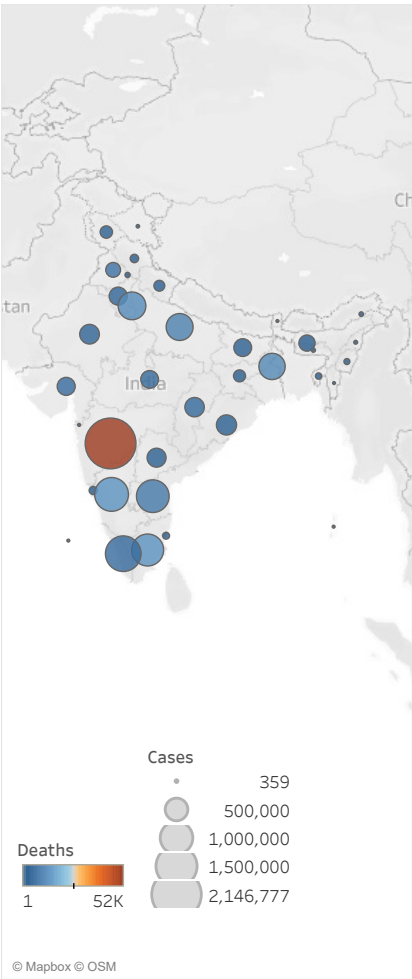 Ch
tan
India
Cases
359
500,000
1,000,000
1,500,000
2,146,777
Deaths
1 52K
© Mapbox © OSM